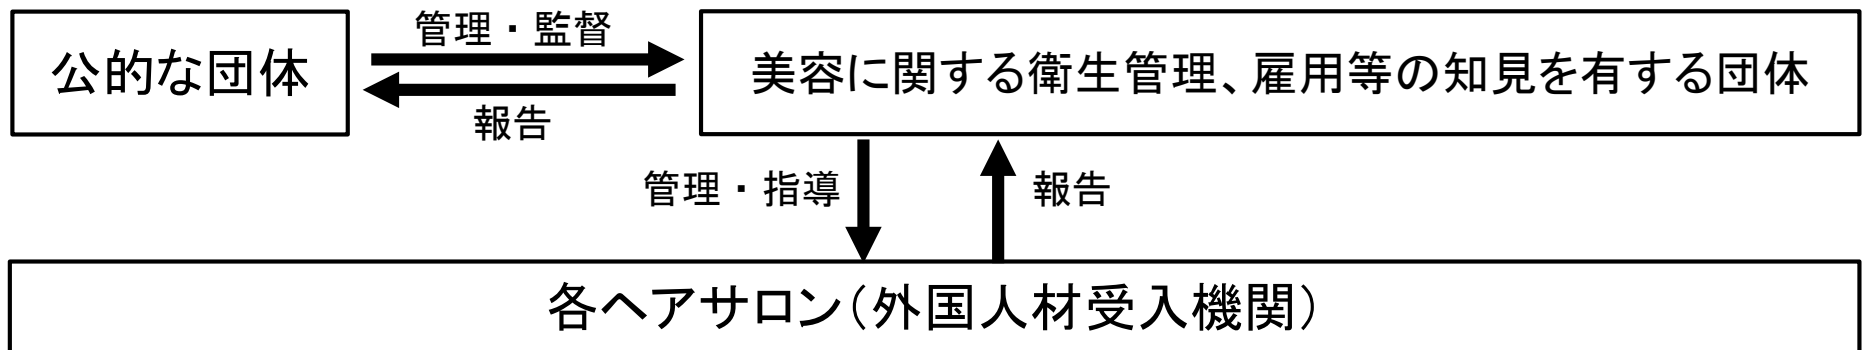 管理・監督
公的な団体
美容に関する衛生管理、雇用等の知見を有する団体
報告
管理・指導
報告
各ヘアサロン（外国人材受入機関）